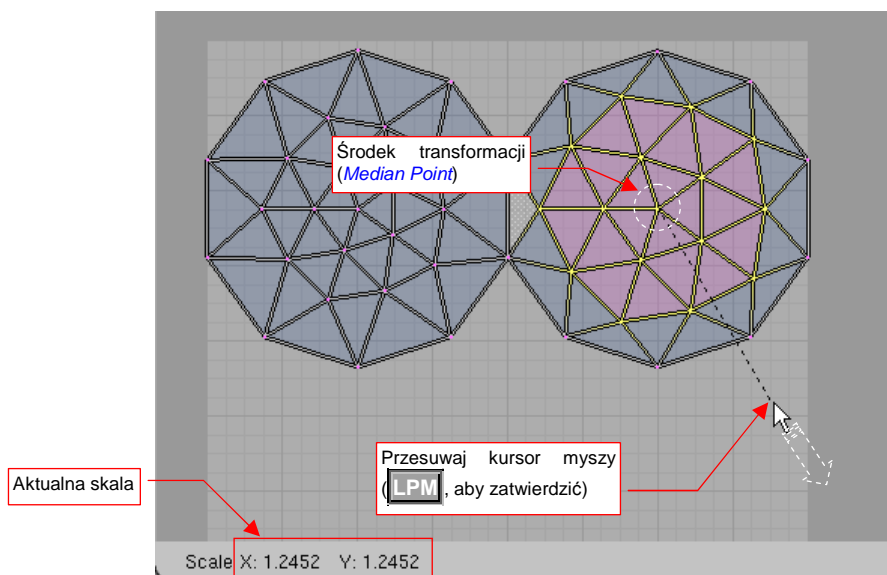 Środek transformacji
(Median Point)
Przesuwaj kursor myszy
(LPM, aby zatwierdzić)
Aktualna skala
Scale X: 1.2452 Y: 1.2452